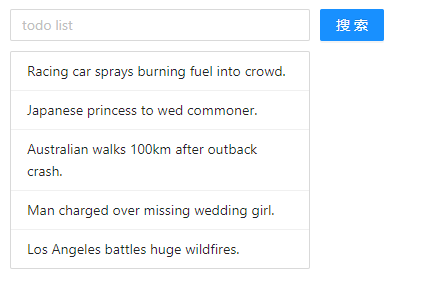 todo list
搜 索
Racing car sprays burning fuel into crowd.
Japanese princess to wed commoner.
Australian walks 100km after outback
crash.
Man charged over missing wedding girl.
Los Angeles battles huge wildfires.